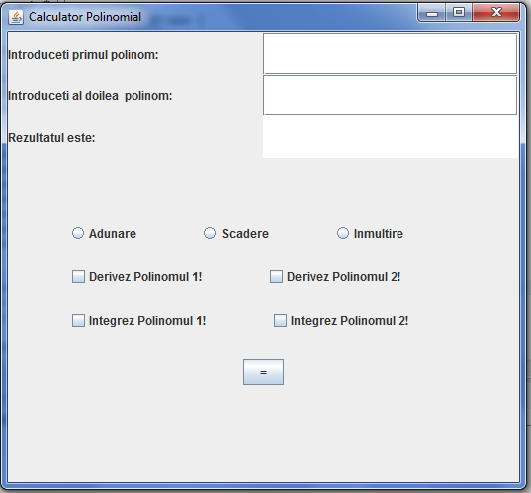 Calculator Polinomial
Introduceti primul polinom:
Introduceti al doilea polinom:
Rezultatul este:
Adunare Scadere Inmultire
Derivez Polinomul 1! Derivez Polinomul 2!
Integrez Polinomul 1! Integrez Polinomul 2!
=